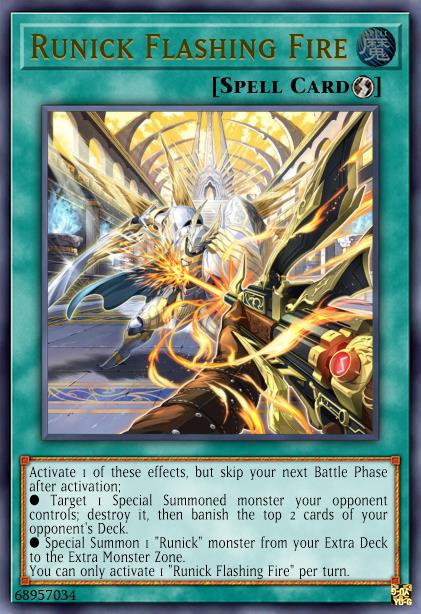 Runick Flashing Fire
魔
[Spell Card]
Activate 1 of these effects, but skip your next Battle Phase
after activation;
● Target 1 Special Summoned monster your opponent
controls; destroy it, then banish the top 2 cards of your
opponent's Deck.
● Special Summon 1 "Runick" monster from your Extra Deck
to the Extra Monster Zone.
You can only activate 1 "Runick Flashing Fire" per turn.
68957034